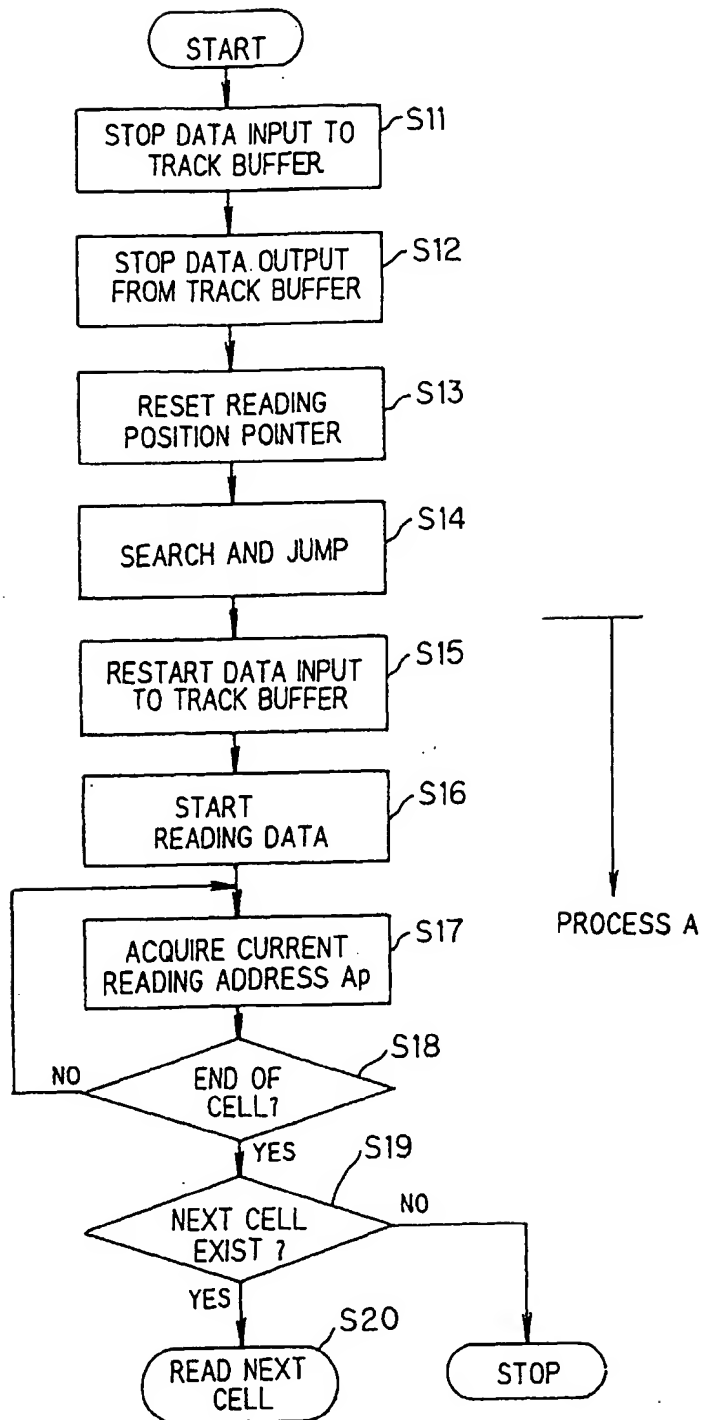 START
S11
STOP DATA INPUT TO
TRACK BUFFER
S12
STOP DATA OUTPUT
FROM TRACK BUFFER
S13
RESET READING
POSITION POINTER
S14
SEARCH AND JUMP
S15
RESTART DATA INPUT
TO TRACK BUFFER
S16
START
READING DATA
S17
ACQUIRE CURRENT
READING ADDRESS Ap
PROCESS A
S18
END OF
CELL?
NO
YES
S19
NEXT CELL
EXIST ?
NO
YES
S20
READ NEXT
CELL
STOP